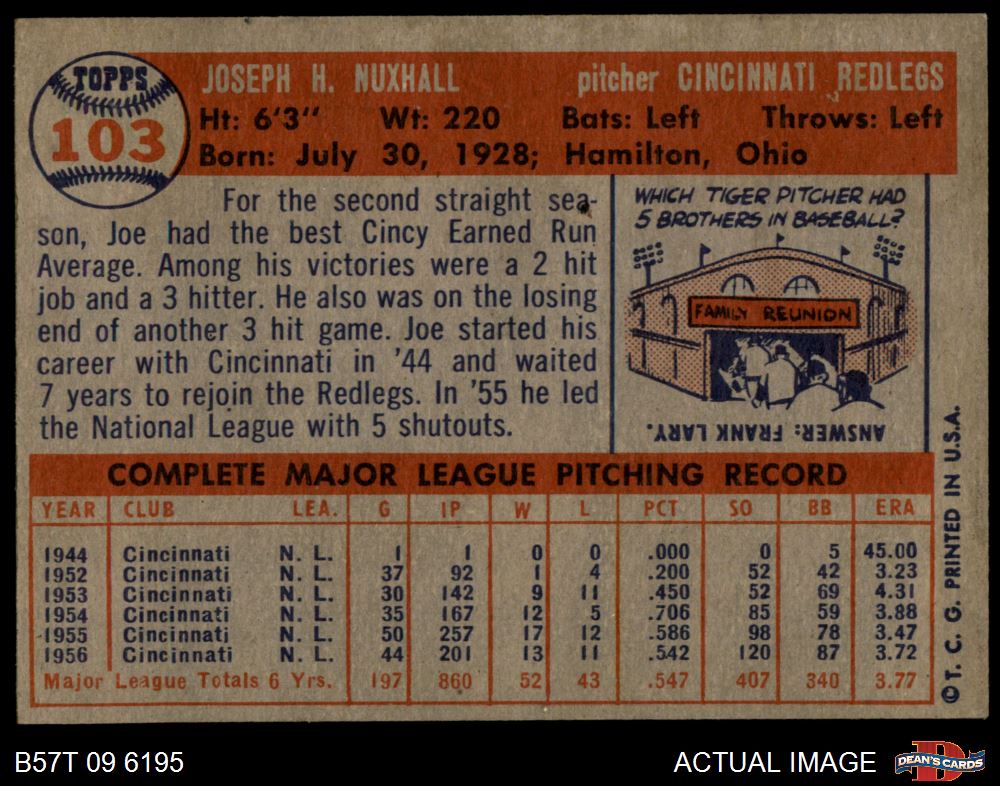 TOPPS
103
JOSEPH H. NUXHALL pitcher CINCINNATI REDLEGS
Ht: 6'3" Wt: 220 Bats: Left Throws: Left
Born: July 30, 1928; Hamilton, Ohio
For the second straight sea-
son, Joe had the best Cincy Earned Run
Average. Among his victories were a 2 hit
job and a 3 hitter. He also was on the losing
end of another 3 hit game. Joe started his
career with Cincinnati in '44 and waited
7 years to rejoin the Redlegs. In '55 he led
the National League with 5 shutouts.
WHICH TIGER PITCHER HAD
5 BROTHERS IN BASEBALL?
FAMILY REUNION
ANSWER: FRANK LARY.
COMPLETE MAJOR LEAGUE PITCHING RECORD
YEAR CLUB LEA. G IP W L PCT SO BB ERA
1944 Cincinnati N. L. 1 1 0 0 .000 0 5 45.00
1952 Cincinnati N. L. 37 92 1 4 .200 52 42 3.23
1953 Cincinnati N. L. 30 142 9 11 .450 52 69 4.31
1954 Cincinnati N. L. 35 167 12 5 .706 85 59 3.88
1955 Cincinnati N. L. 50 257 17 12 .586 98 78 3.47
1956 Cincinnati N. L. 44 201 13 11 .542 120 87 3.72
Major League Totals 6 Yrs. 197 860 52 43 .547 407 340 3.77
©T. C. G. PRINTED IN U.S.A.
B57T 09 6195 ACTUAL IMAGE
DEAN'S CARDS